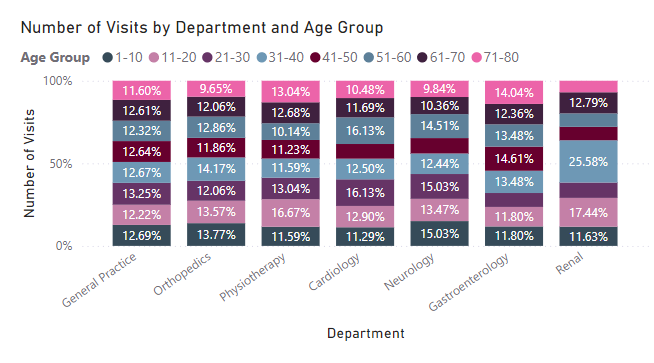 Number of Visits by Department and Age Group
Age Group 1-10 11-20 21-30 31-40 41-50 51-60 61-70 71-80
100%
50%
0%
Number of Visits
11.60% 9.65% 13.04% 10.48% 9.84% 14.04%
12.61% 12.06% 12.68% 11.69% 10.36% 12.36% 12.79%
12.32% 12.86% 10.14% 16.13% 14.51% 13.48%
12.64% 11.86% 11.23% 14.61%
12.67% 14.17% 11.59% 12.50% 12.44% 13.48% 25.58%
13.25% 12.06% 13.04% 16.13% 15.03%
12.22% 13.57% 16.67% 12.90% 13.47% 11.80% 17.44%
12.69% 13.77% 11.59% 11.29% 15.03% 11.80% 11.63%
General Practice
Orthopedics
Physiotherapy
Cardiology
Neurology
Gastroenterology
Renal
Department